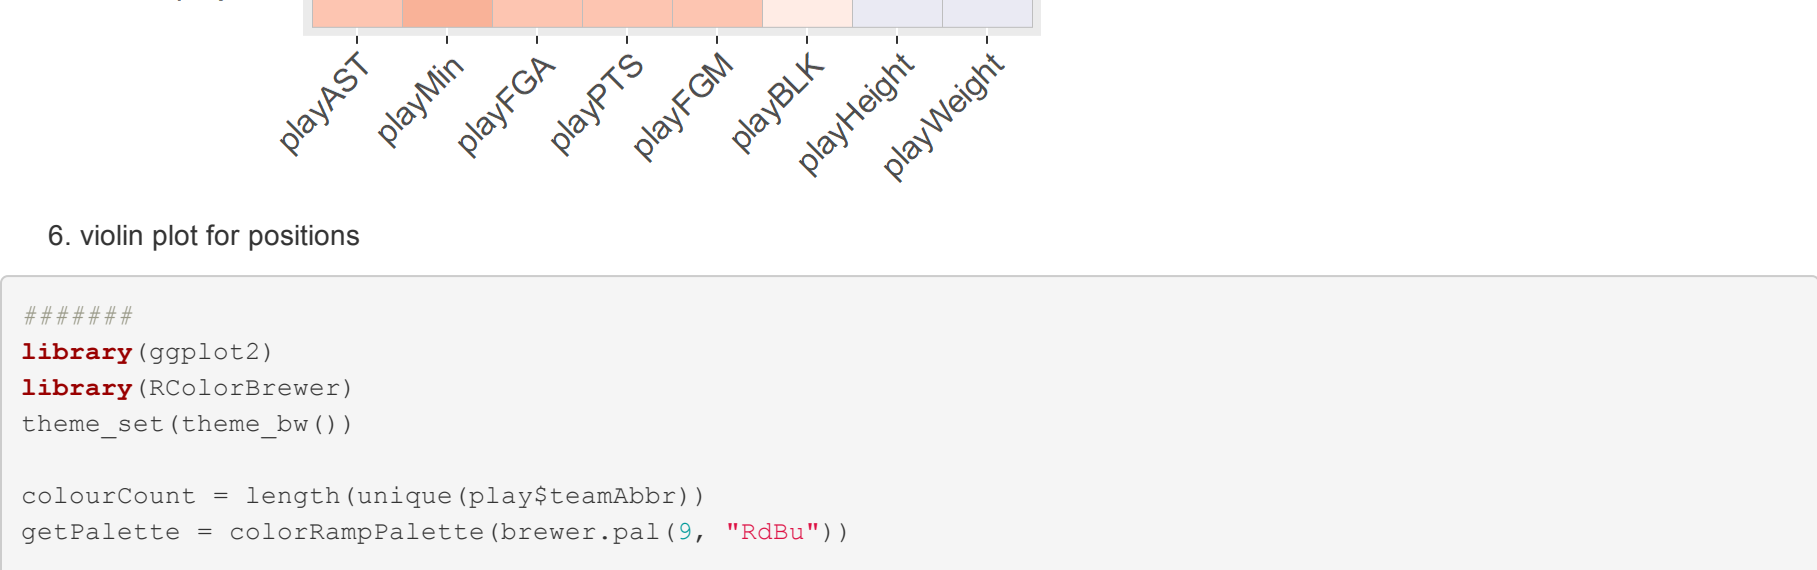 playAST
playMin
playFGA
playPTS
playFGM
playBLK
playHeight
playWeight
6. violin plot for positions
#######
library(ggplot2)
library(RColorBrewer)
theme_set(theme_bw())
colourCount = length(unique(play$teamAbbr))
getPalette = colorRampPalette(brewer.pal(9, "RdBu"))